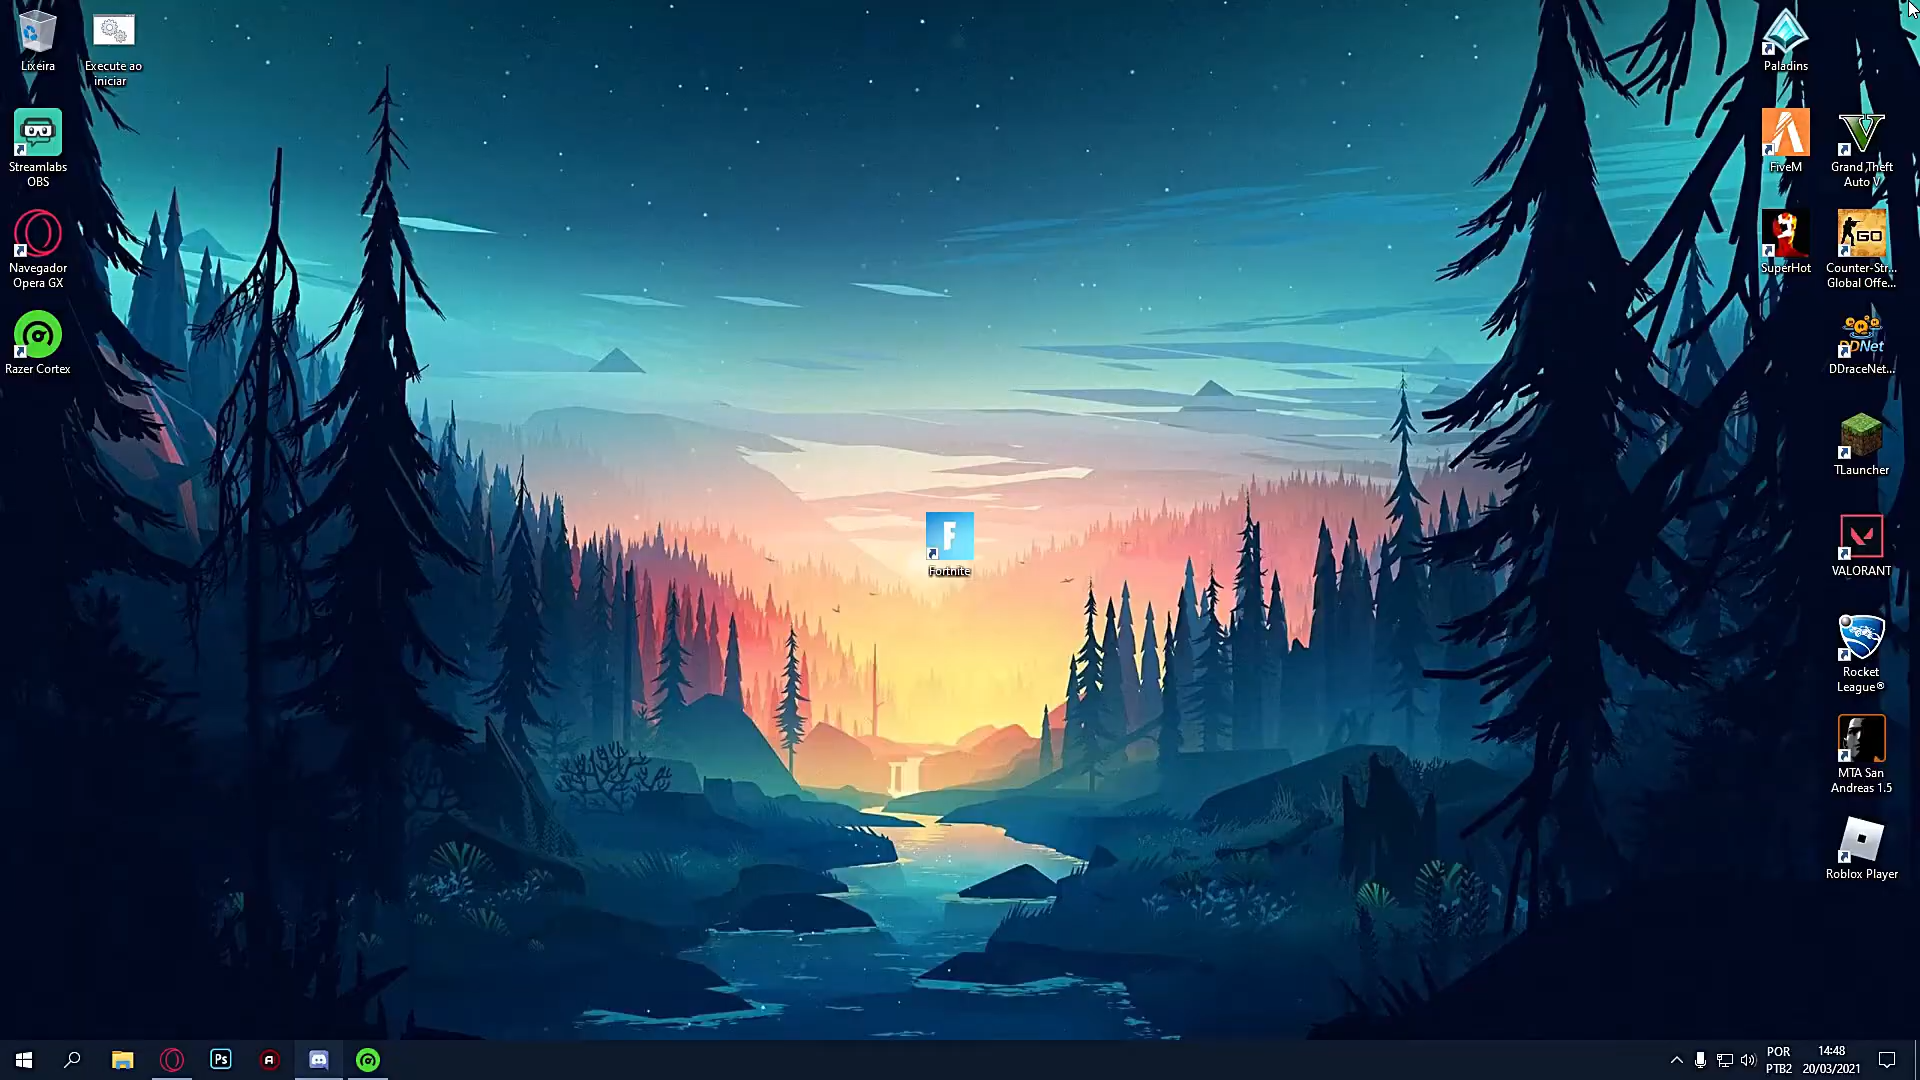 Lixeira
Execute ao
iniciar
Streamlabs
OBS
Navegador
Opera GX
Razer Cortex
F
Fortnite
Paladins
FiveM
Grand Theft
Auto V
SuperHot
GO
Counter-Str...
Global Offe...
DDNet
DDraceNet...
TLauncher
VALORANT
Rocket
League®
MTA San
Andreas 1.5
Roblox Player
Ps
POR
PTB2
14:48
20/03/2021